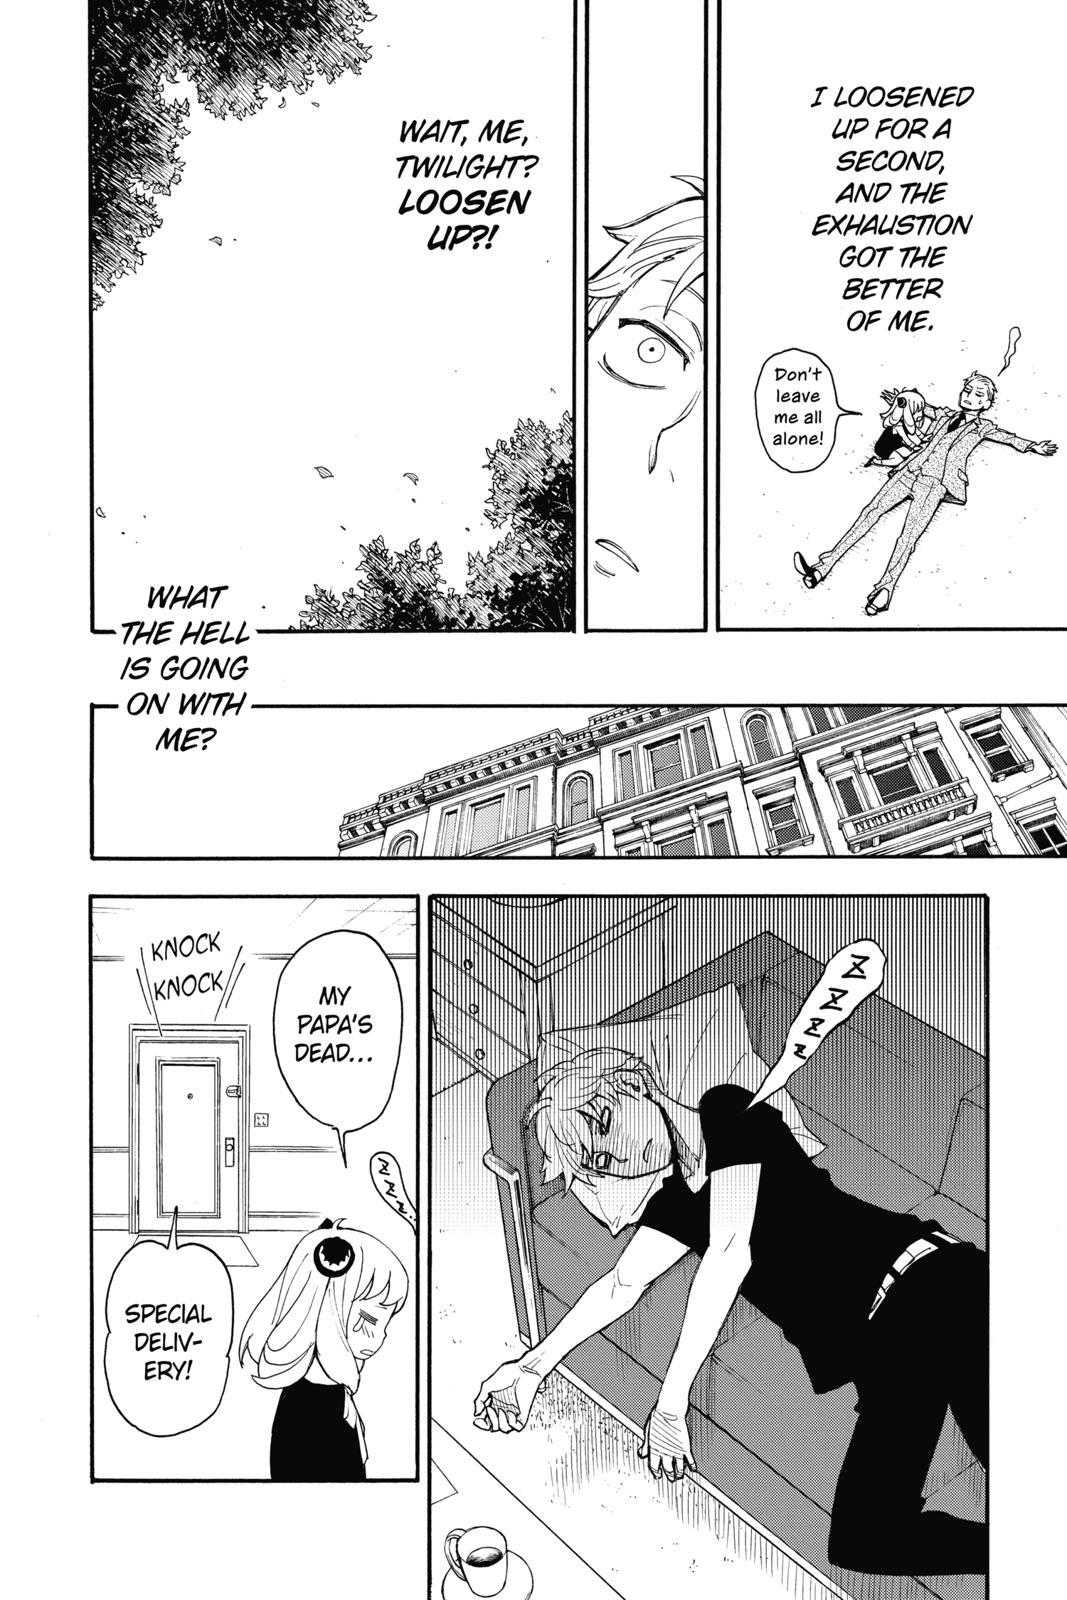 I LOOSENED
UP FOR A
SECOND,
AND THE
EXHAUSTION
GOT THE
BETTER
OF ME.
Don't
leave
me all
alone!
WAIT, ME,
TWILIGHT?
LOOSEN
UP?!
WHAT
THE HELL
IS GOING
ON WITH
ME?
Z
Z
Z
z
KNOCK
KNOCK
MY
PAPA'S
DEAD...
Z
Z
Z...
SPECIAL
DELIV-
ERY!